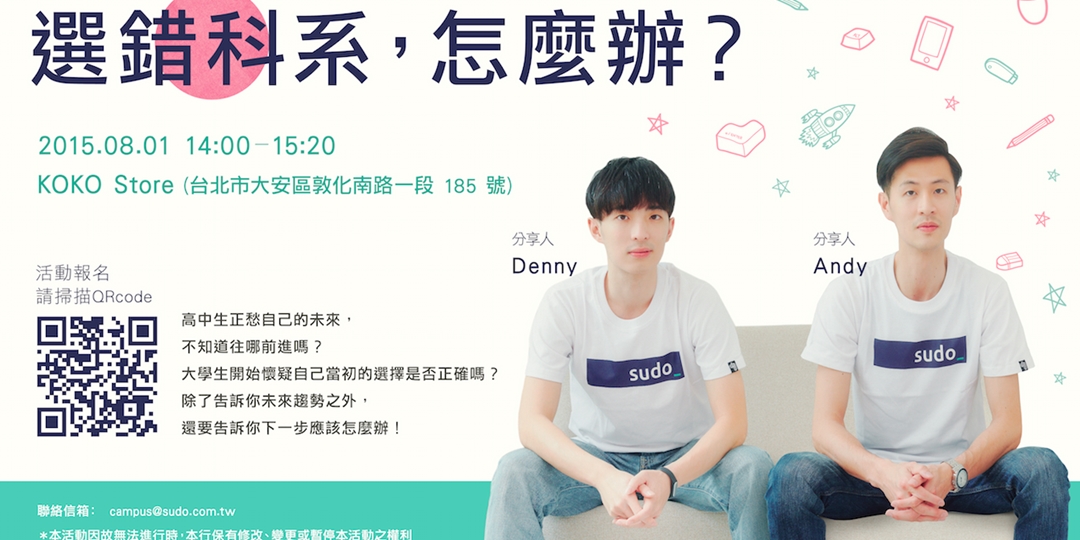 選錯科系，怎麼辦？
2015.08.01 14:00－15:20
KOKO Store (台北市大安區敦化南路一段 185 號)
分享人
Denny
分享人
Andy
活動報名
請掃描QRcode
高中生正愁自己的未來，
不知道往哪前進嗎？
大學生開始懷疑自己當初的選擇是否正確嗎？
除了告訴你未來趨勢之外，
還要告訴你下一步應該怎麼辦！
sudo_
sudo_
聯絡信箱： campus@sudo.com.tw
*本活動因故無法進行時，本行保有修改、變更或暫停本活動之權利